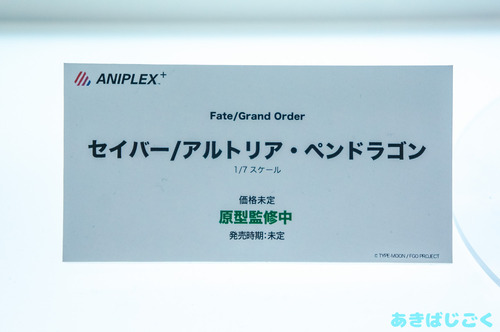 ANIPLEX+
Fate/Grand Order
セイバー/アルトリア・ペンドラゴン
1/7 スケール
価格未定
原型監修中
発売時期:未定
© TYPE-MOON / FGO PROJECT
あきばじごく